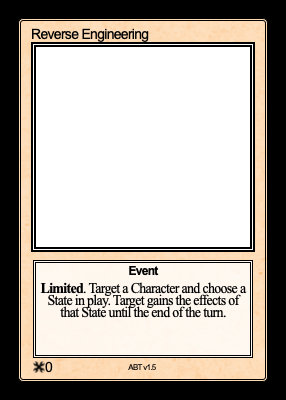 Reverse Engineering
Event
Limited. Target a Character and choose a
State in play. Target gains the effects of
that State until the end of the turn.
0
ABT v1.5